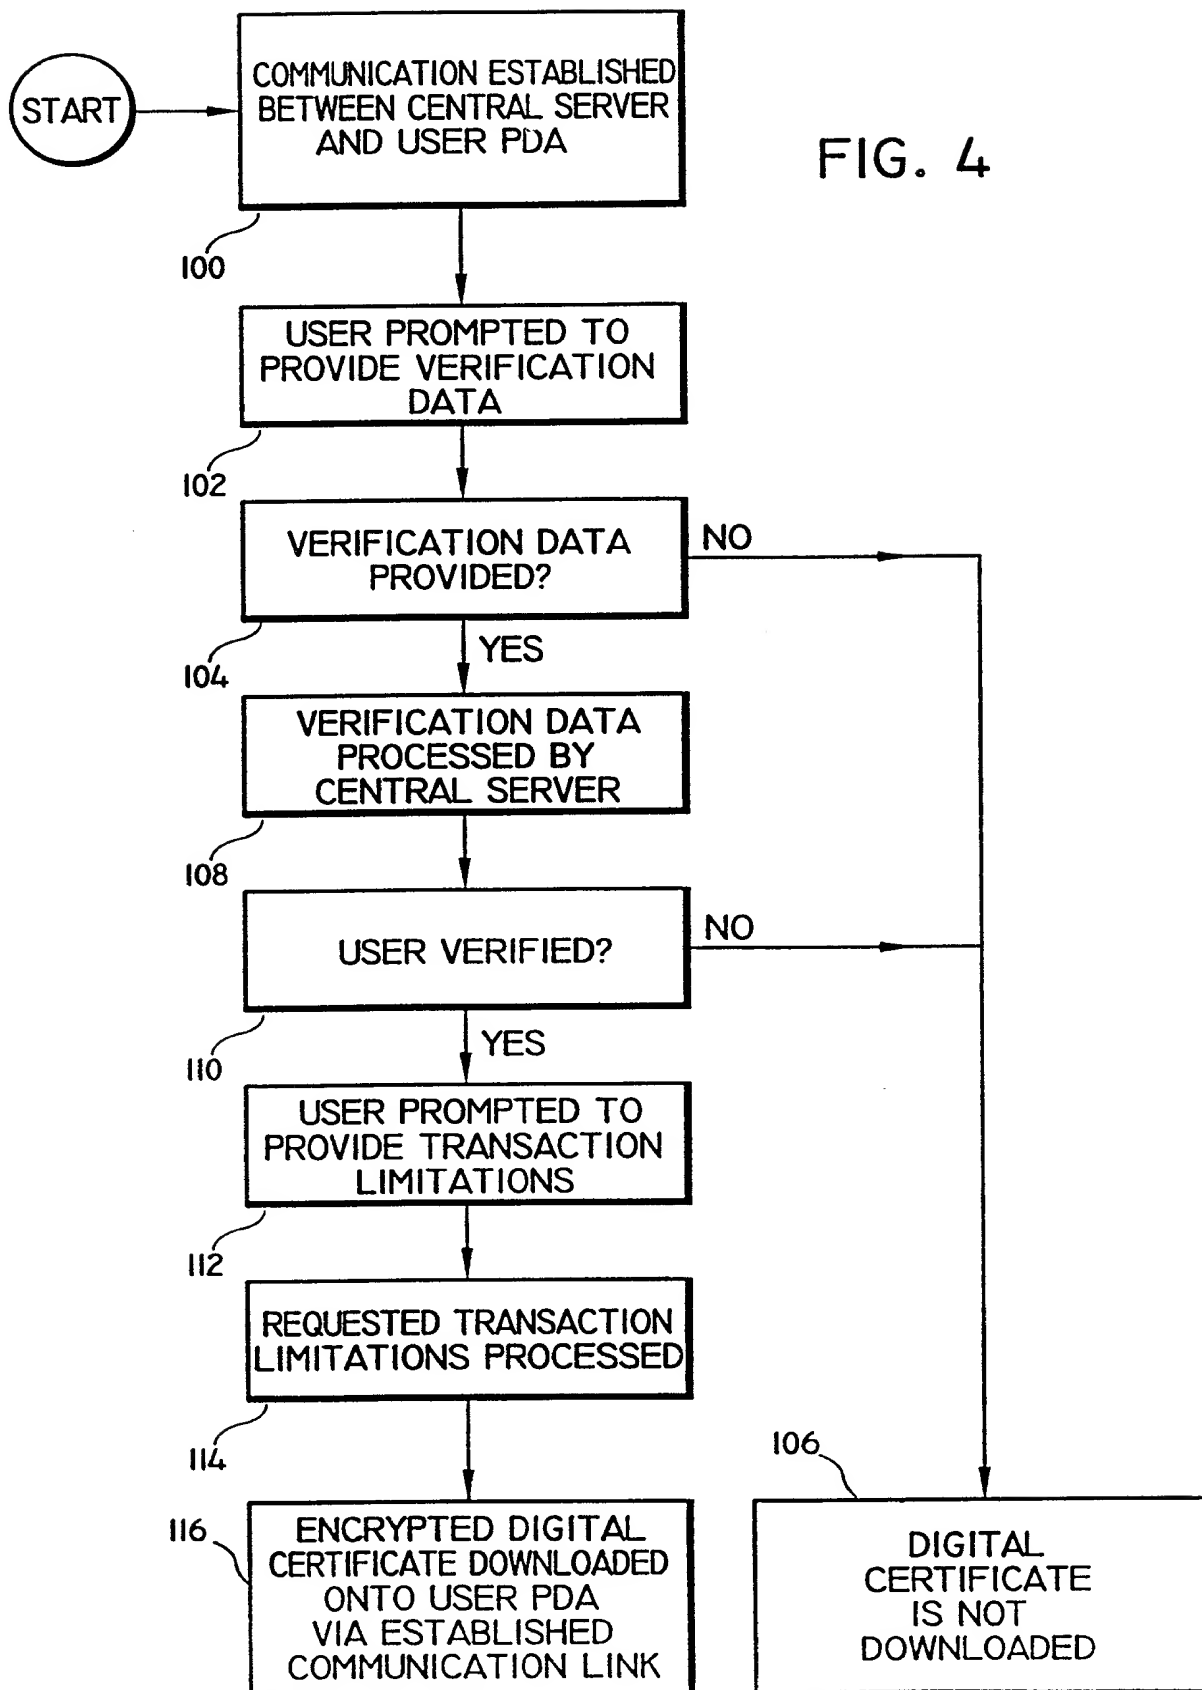 START
COMMUNICATION ESTABLISHED
BETWEEN CENTRAL SERVER
AND USER PDA
FIG. 4
100
USER PROMPTED TO
PROVIDE VERIFICATION
DATA
102
VERIFICATION DATA
PROVIDED?
NO
104
YES
VERIFICATION DATA
PROCESSED BY
CENTRAL SERVER
108
USER VERIFIED?
NO
110
YES
USER PROMPTED TO
PROVIDE TRANSACTION
LIMITATIONS
112
REQUESTED TRANSACTION
LIMITATIONS PROCESSED
114
116
ENCRYPTED DIGITAL
CERTIFICATE DOWNLOADED
ONTO USER PDA
VIA ESTABLISHED
COMMUNICATION LINK
106
DIGITAL
CERTIFICATE
IS NOT
DOWNLOADED